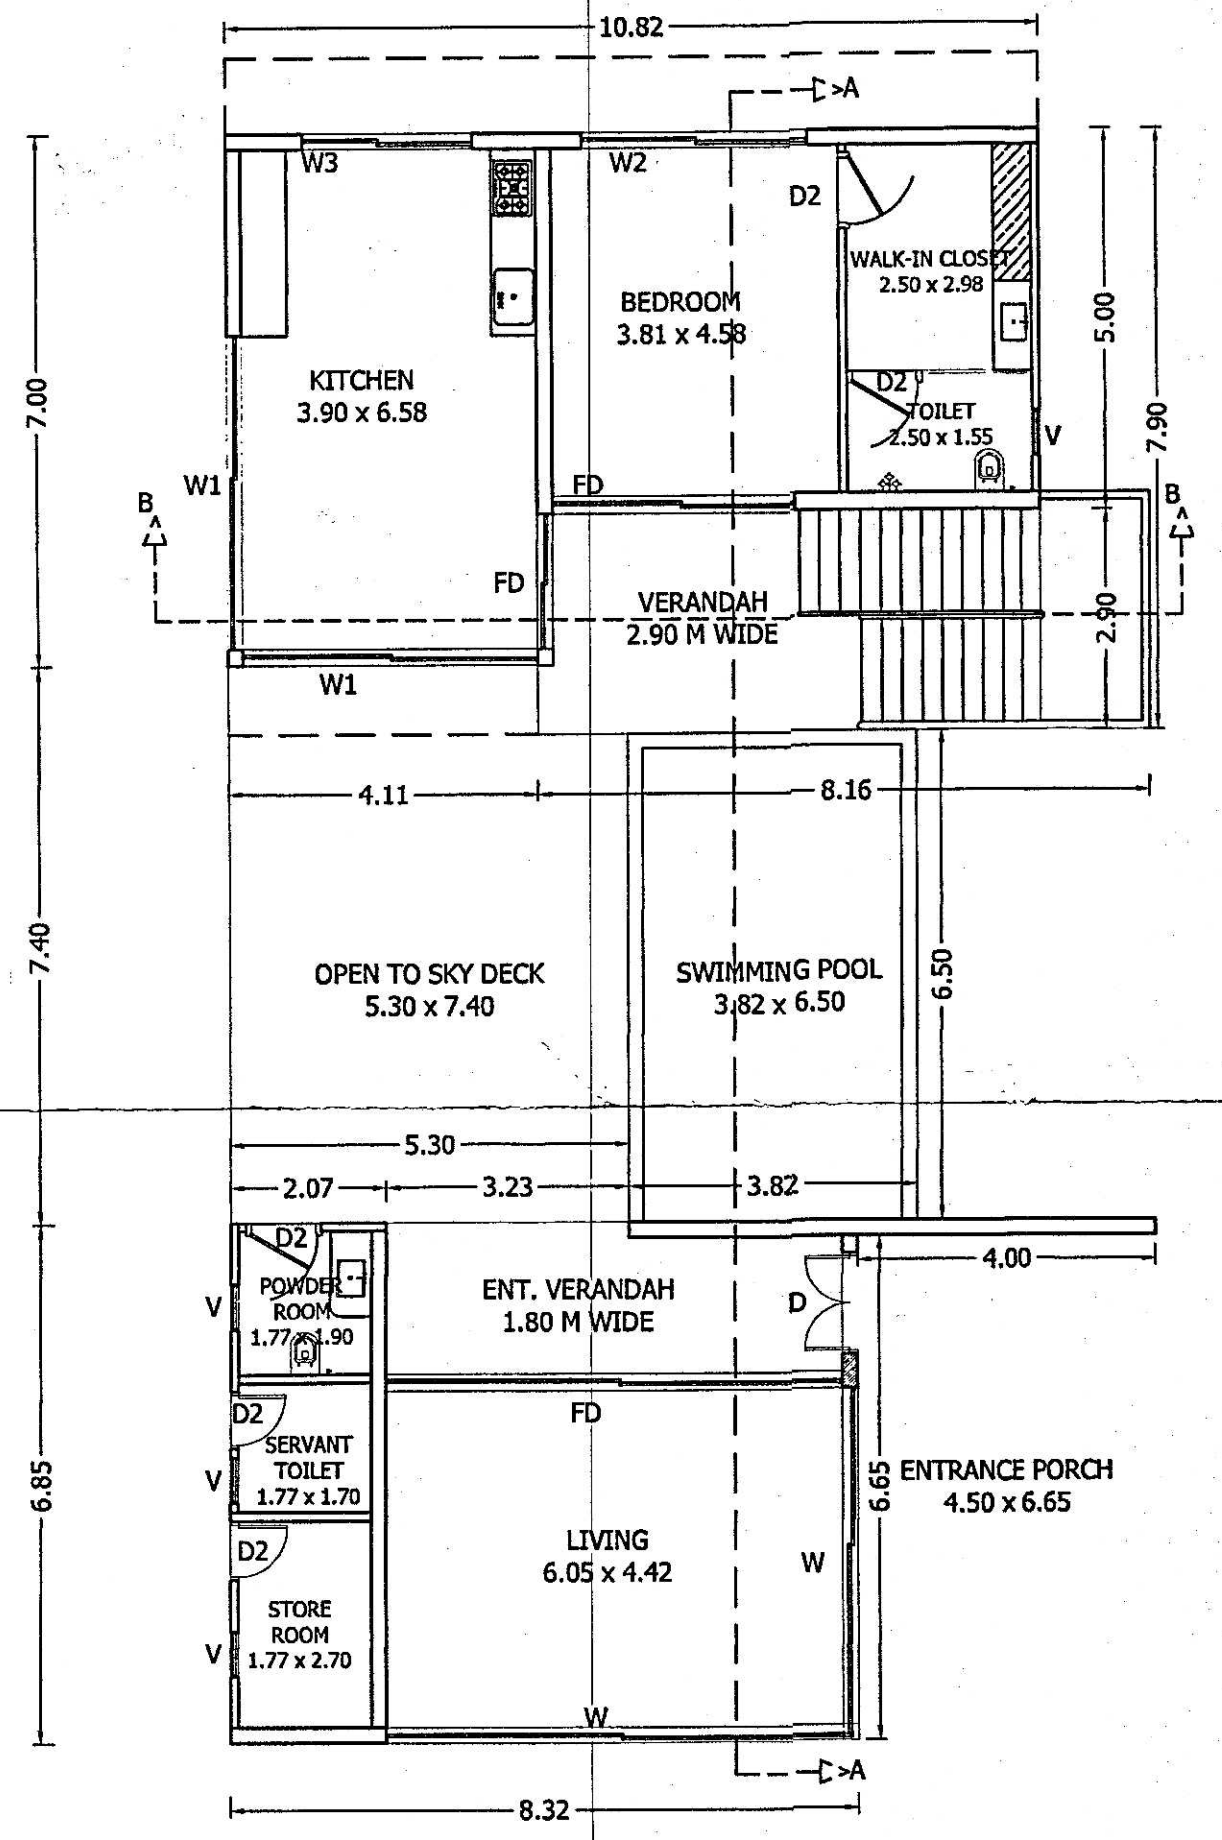 10.82
>A
W3
W2
D2
WALK-IN CLOSET
2.50 x 2.98
BEDROOM
3.81 x 4.58
5.00
7.00
KITCHEN
3.90 x 6.58
D2
TOILET
2.50 x 1.55
V
7.90
W1
FD
B
B
FD
VERANDAH
2.90 M WIDE
2.90
W1
4.11
8.16
7.40
OPEN TO SKY DECK
5.30 x 7.40
SWIMMING POOL
3.82 x 6.50
6.50
5.30
2.07
3.23
3.82
D2
4.00
POWDER
ROOM
1.77 x 1.90
V
ENT. VERANDAH
1.80 M WIDE
D
D2
FD
SERVANT
TOILET
1.77 x 1.70
V
6.85
6.65
ENTRANCE PORCH
4.50 x 6.65
D2
LIVING
6.05 x 4.42
W
STORE
ROOM
1.77 x 2.70
V
W
>A
8.32